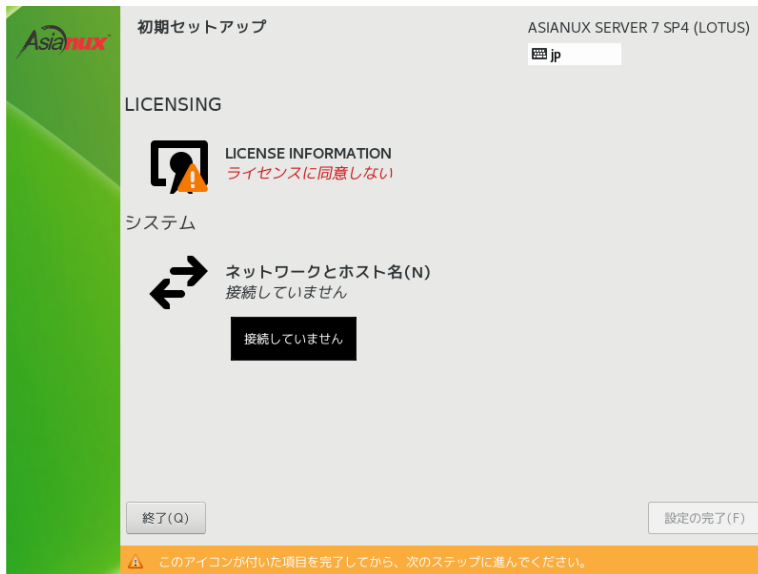 Asianux
初期セットアップ
ASIANUX SERVER 7 SP4 (LOTUS)
jp
LICENSING
LICENSE INFORMATION
ライセンスに同意しない
システム
ネットワークとホスト名(N)
接続していません
接続していません
終了(Q)
設定の完了(F)
このアイコンが付いた項目を完了してから、次のステップに進んでください。